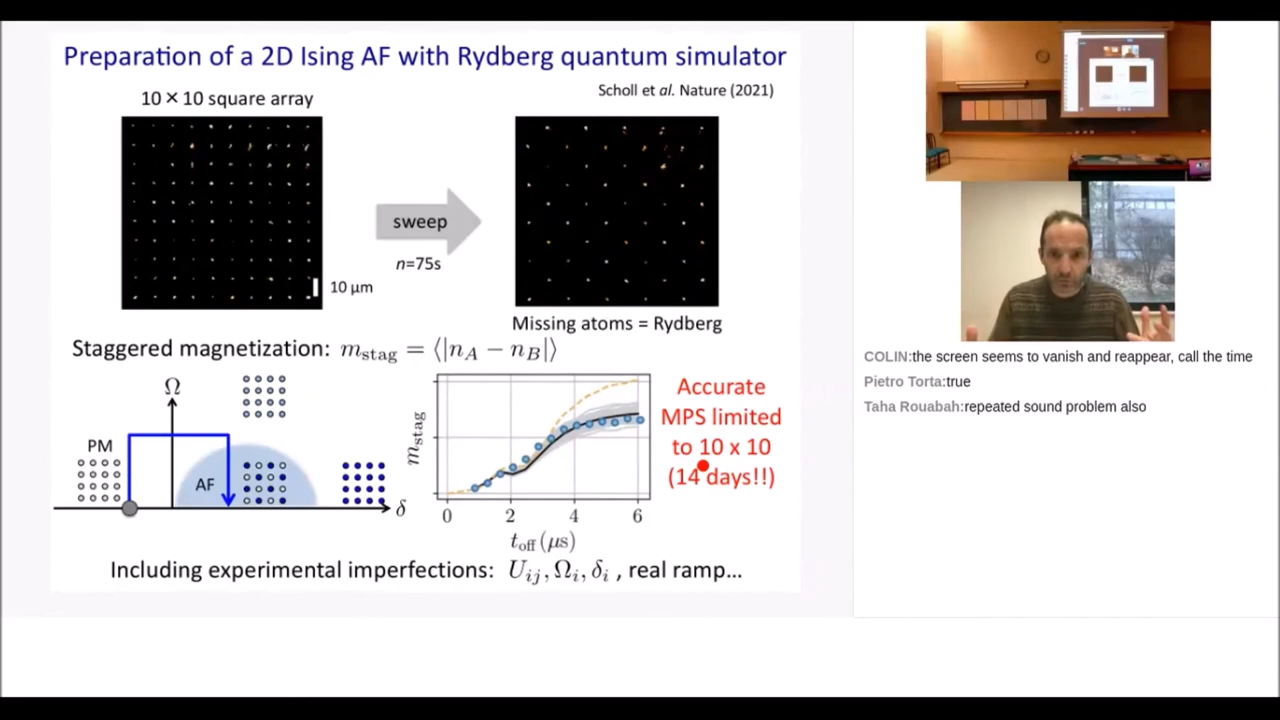 Preparation of a 2D Ising AF with Rydberg quantum simulator
Scholl et al. Nature (2021)
10 × 10 square array
sweep
n=75s
10 μm
Missing atoms = Rydberg
Staggered magnetization: m_stag = ⟨|n_A − n_B|⟩
Ω
PM
AF
δ
m_stag
0 2 4 6
t_off (μs)
Accurate
MPS limited
to 10 x 10
(14 days!!)
Including experimental imperfections: U_ij, Ω_i, δ_i , real ramp...
COLIN:the screen seems to vanish and reappear, call the time
Pietro Torta:true
Taha Rouabah:repeated sound problem also